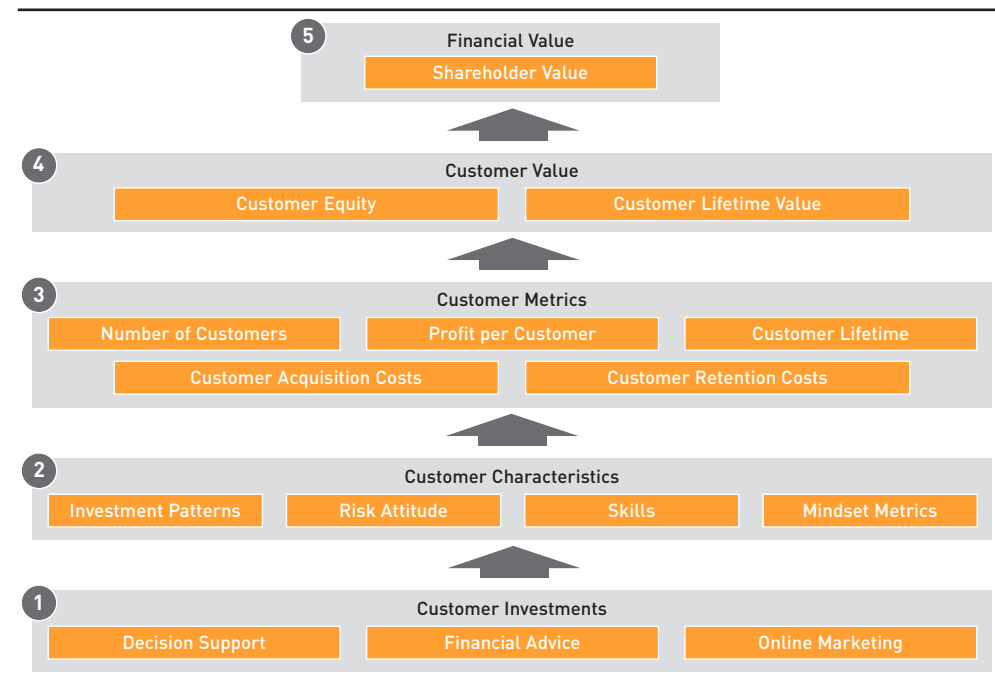 5
Financial Value
Shareholder Value
4
Customer Value
Customer Equity
Customer Lifetime Value
3
Customer Metrics
Number of Customers
Profit per Customer
Customer Lifetime
Customer Acquisition Costs
Customer Retention Costs
2
Customer Characteristics
Investment Patterns
Risk Attitude
Skills
Mindset Metrics
1
Customer Investments
Decision Support
Financial Advice
Online Marketing